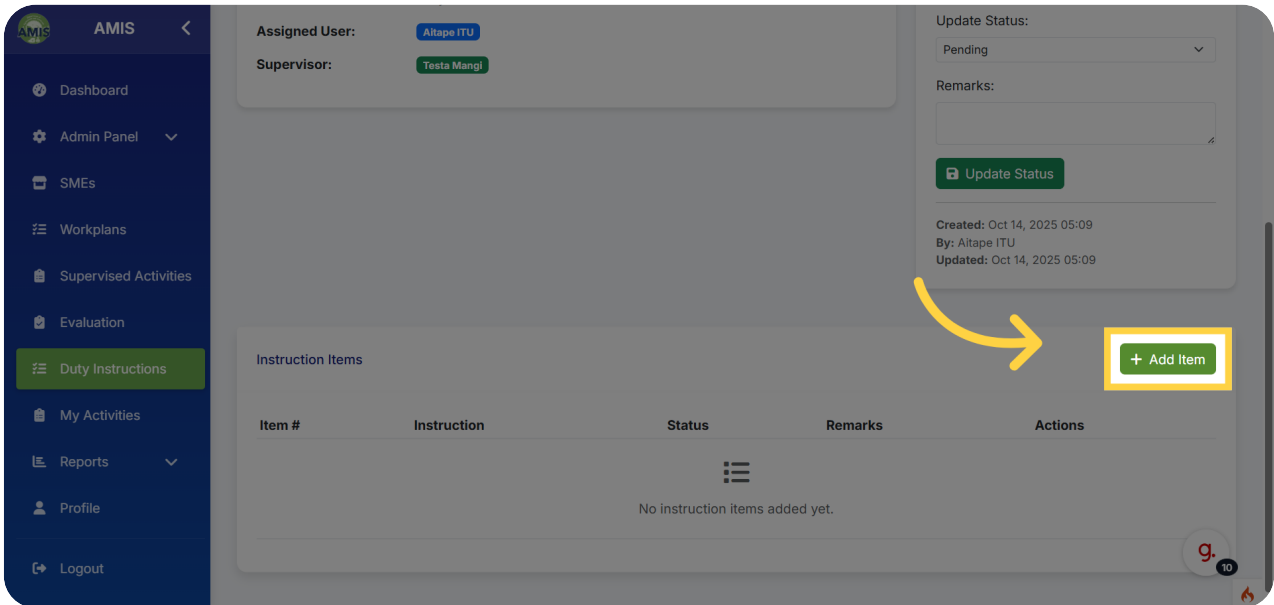 AMIS
AMIS
Dashboard
Admin Panel
SMEs
Workplans
Supervised Activities
Evaluation
Duty Instructions
My Activities
Reports
Profile
Logout
Assigned User: Aitape ITU
Supervisor: Testa Mangi
Update Status:
Pending
Remarks:
Update Status
Created: Oct 14, 2025 05:09
By: Aitape ITU
Updated: Oct 14, 2025 05:09
Instruction Items
+ Add Item
Item # Instruction Status Remarks Actions
No instruction items added yet.
g.
10